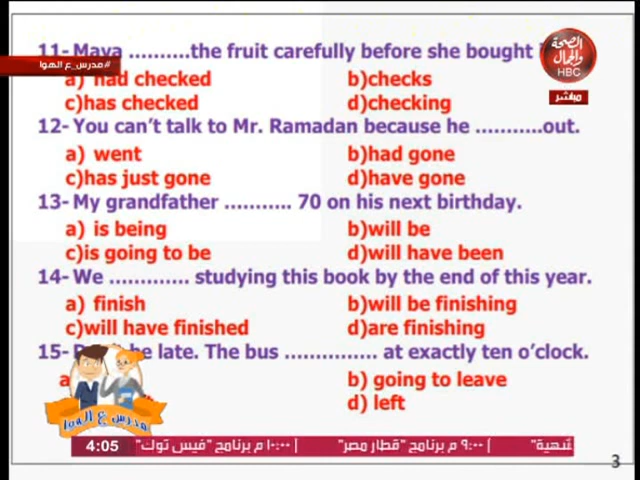 11- Maya ..........the fruit carefully before she bought
#مدرس_ع الهوا
الصحة
والجمال
HBC
a) had checked b)checks
مباشر
c)has checked d)checking
12- You can't talk to Mr. Ramadan because he ...........out.
a) went b)had gone
c)has just gone d)have gone
13- My grandfather ........... 70 on his next birthday.
a) is being b)will be
c)is going to be d)will have been
14- We ............. studying this book by the end of this year.
a) finish b)will be finishing
c)will have finished d)are finishing
15- be late. The bus ............... at exactly ten o'clock.
a b) going to leave
d) left
مدرس ع الهوا
4:05 ١٠:٠٠ م برنامج "فيس توك" | ٩:٠٠ م برنامج "قطار مصر" |
3